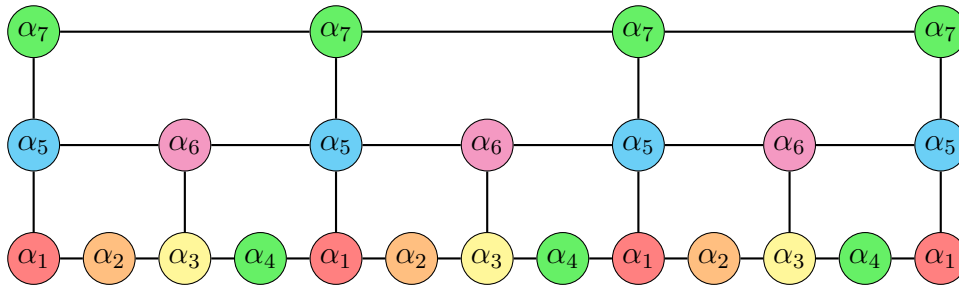 α₇ α₇ α₇ α₇
α₅ α₆ α₅ α₆ α₅ α₆ α₅
α₁ α₂ α₃ α₄ α₁ α₂ α₃ α₄ α₁ α₂ α₃ α₄ α₁